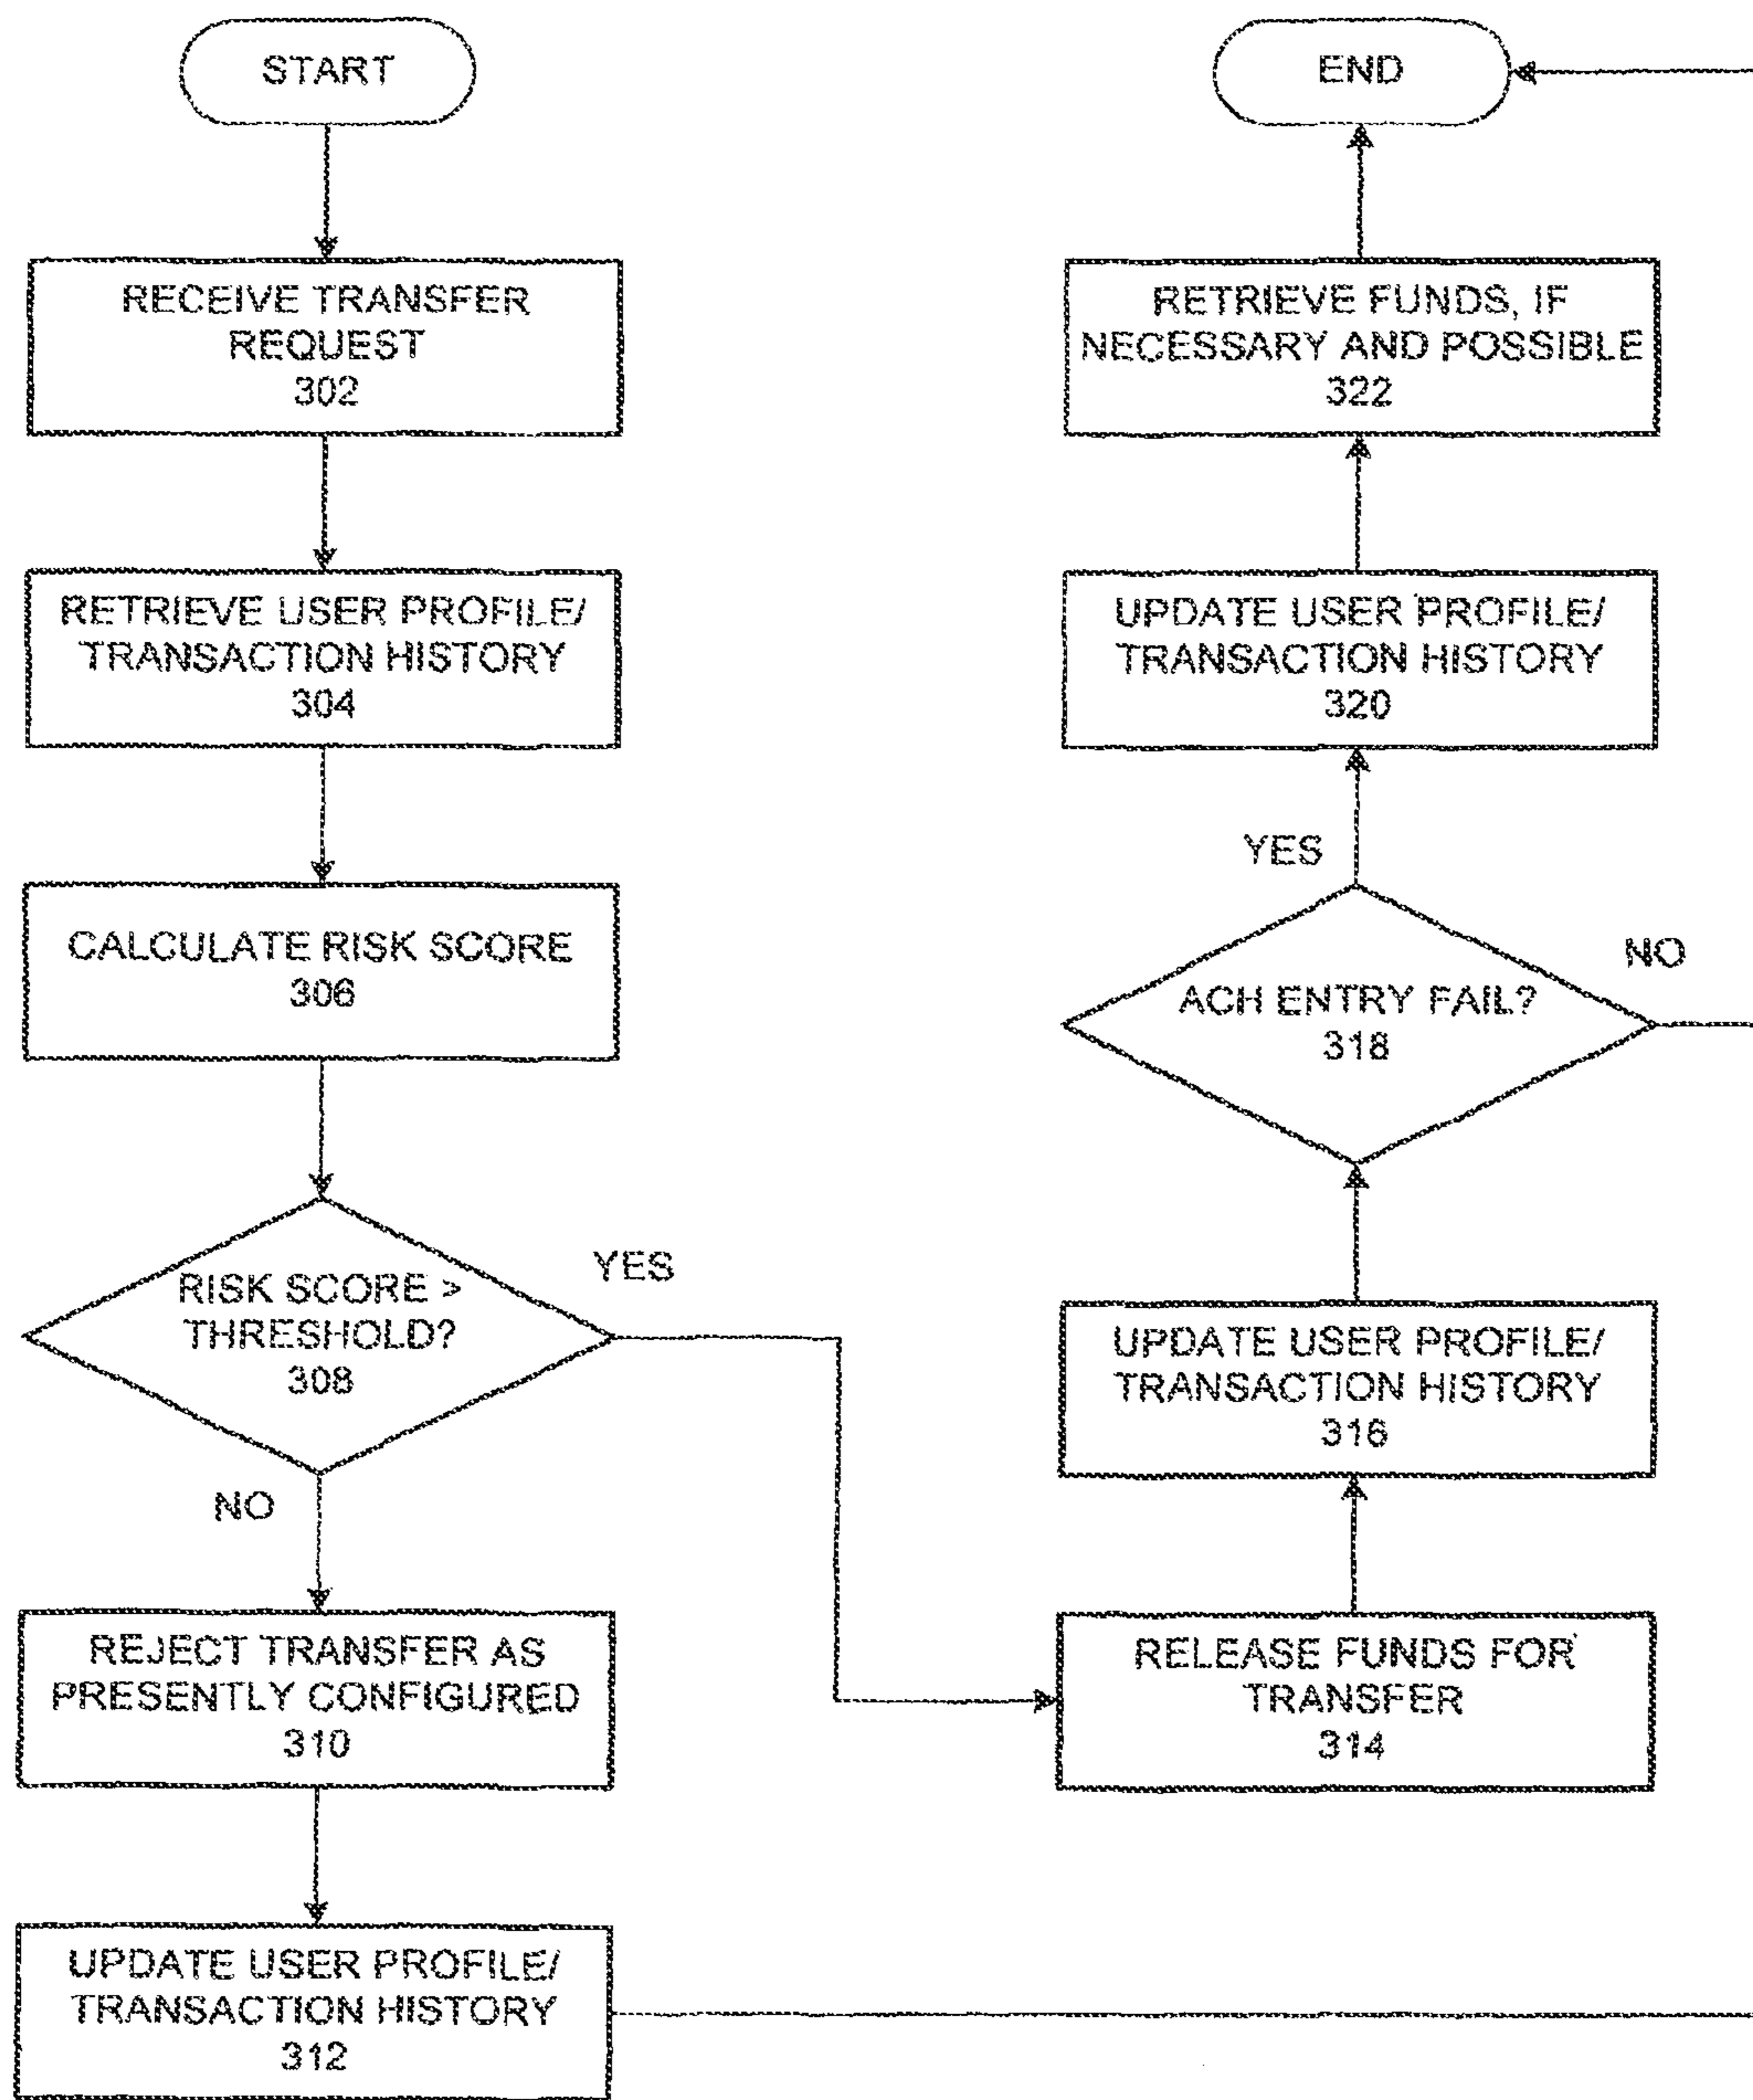 START
RECEIVE TRANSFER
REQUEST
302
RETRIEVE USER PROFILE/
TRANSACTION HISTORY
304
CALCULATE RISK SCORE
306
RISK SCORE >
THRESHOLD?
308
YES
NO
REJECT TRANSFER AS
PRESENTLY CONFIGURED
310
UPDATE USER PROFILE/
TRANSACTION HISTORY
312
END
RETRIEVE FUNDS, IF
NECESSARY AND POSSIBLE
322
UPDATE USER PROFILE/
TRANSACTION HISTORY
320
YES
NO
ACH ENTRY FAIL?
318
UPDATE USER PROFILE/
TRANSACTION HISTORY
316
RELEASE FUNDS FOR
TRANSFER
314